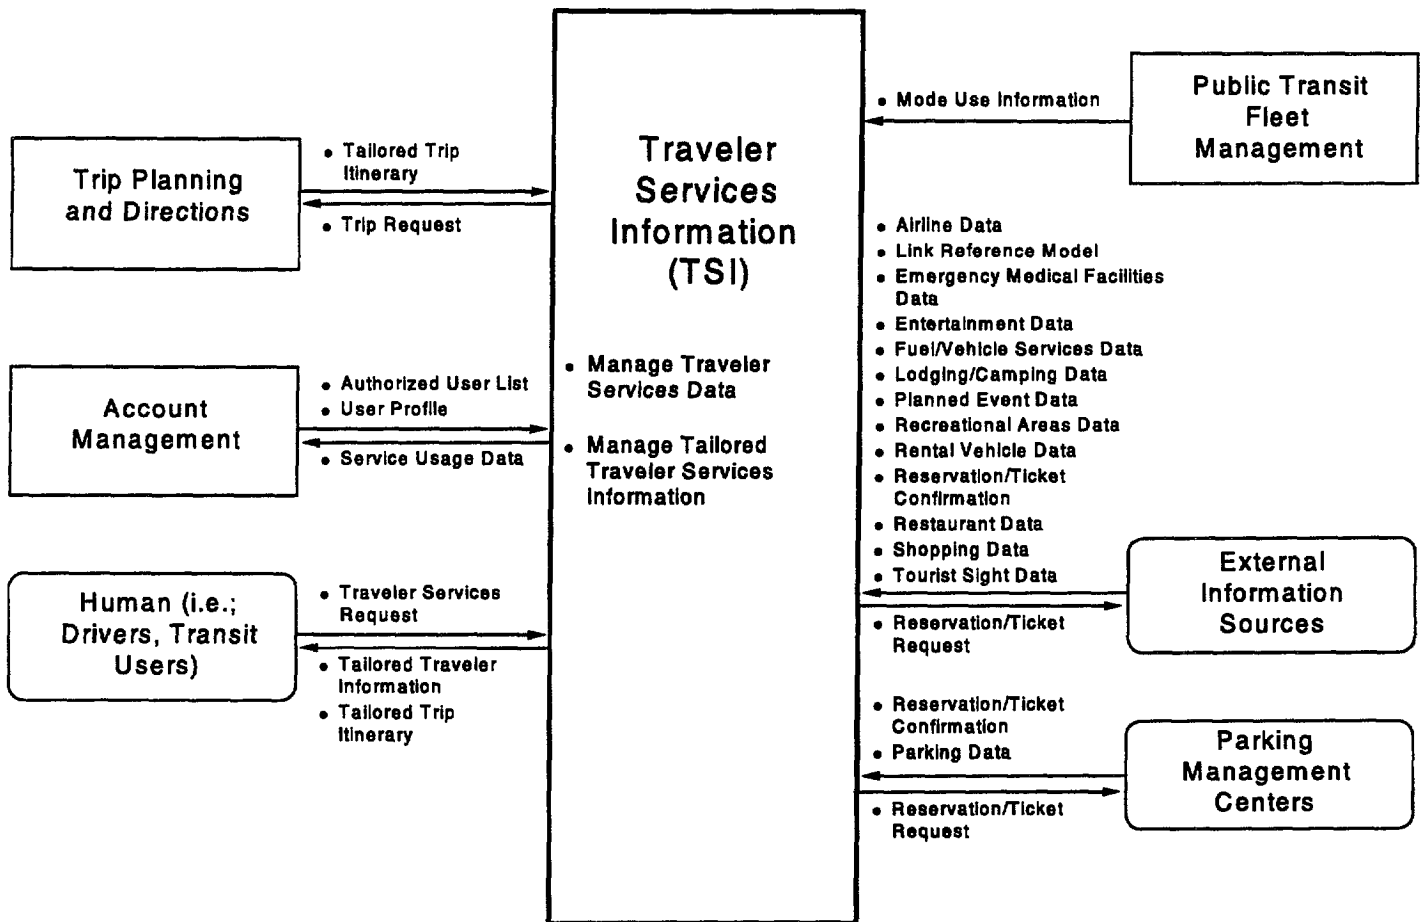 Trip Planning
and Directions
• Tailored Trip
Itinerary
• Trip Request
Account
Management
• Authorized User List
• User Profile
• Service Usage Data
Human (i.e.;
Drivers, Transit
Users)
• Traveler Services
Request
• Tailored Traveler
Information
• Tailored Trip
Itinerary
Traveler
Services
Information
(TSI)
• Manage Traveler
Services Data
• Manage Tailored
Traveler Services
Information
• Mode Use Information
Public Transit
Fleet
Management
• Airline Data
• Link Reference Model
• Emergency Medical Facilities
Data
• Entertainment Data
• Fuel/Vehicle Services Data
• Lodging/Camping Data
• Planned Event Data
• Recreational Areas Data
• Rental Vehicle Data
• Reservation/Ticket
Confirmation
• Restaurant Data
• Shopping Data
• Tourist Sight Data
• Reservation/Ticket
Request
External
Information
Sources
• Reservation/Ticket
Confirmation
• Parking Data
• Reservation/Ticket
Request
Parking
Management
Centers